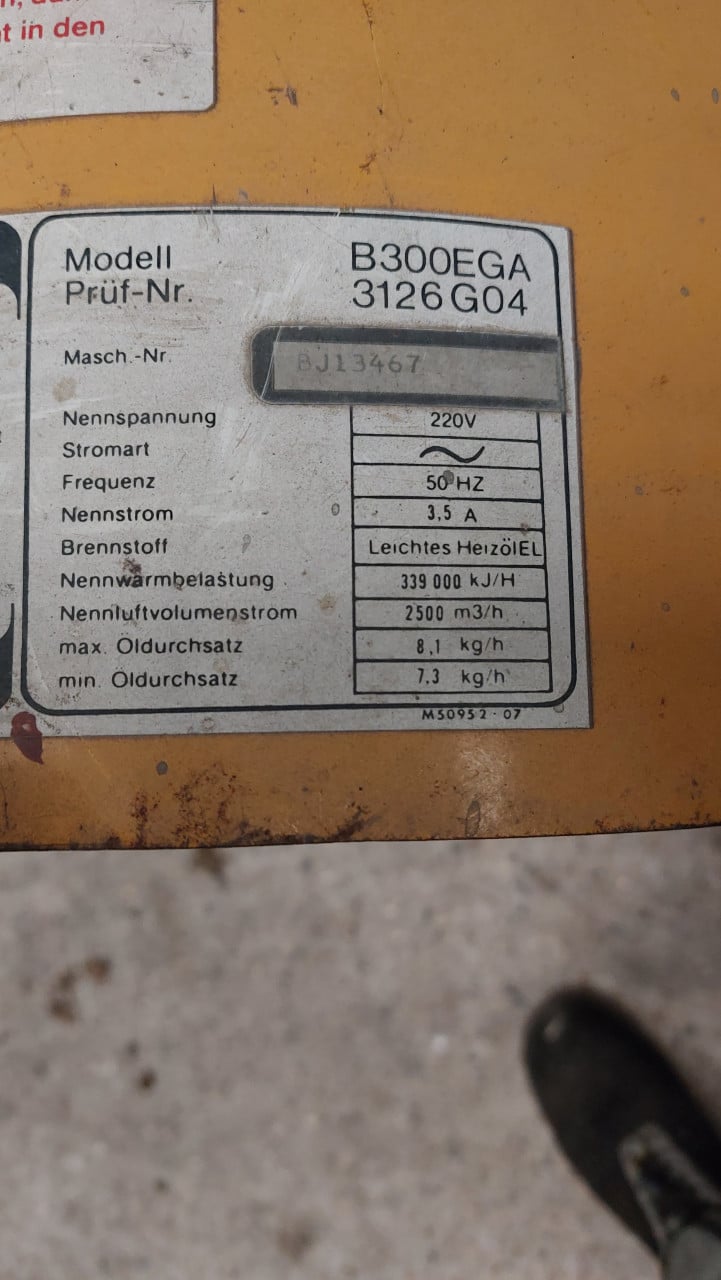 t in den
Modell B300EGA
Prüf-Nr. 3126 G04
Masch.-Nr. BJ13467
Nennspannung 220V
Stromart ~
Frequenz 50 HZ
Nennstrom 3,5 A
Brennstoff Leichtes HeizölEL
Nennwärmbelastung 339 000 kJ/H
Nennluftvolumenstrom 2500 m3/h
max. Öldurchsatz 8,1 kg/h
min. Öldurchsatz 7.3 kg/h
M50952-07